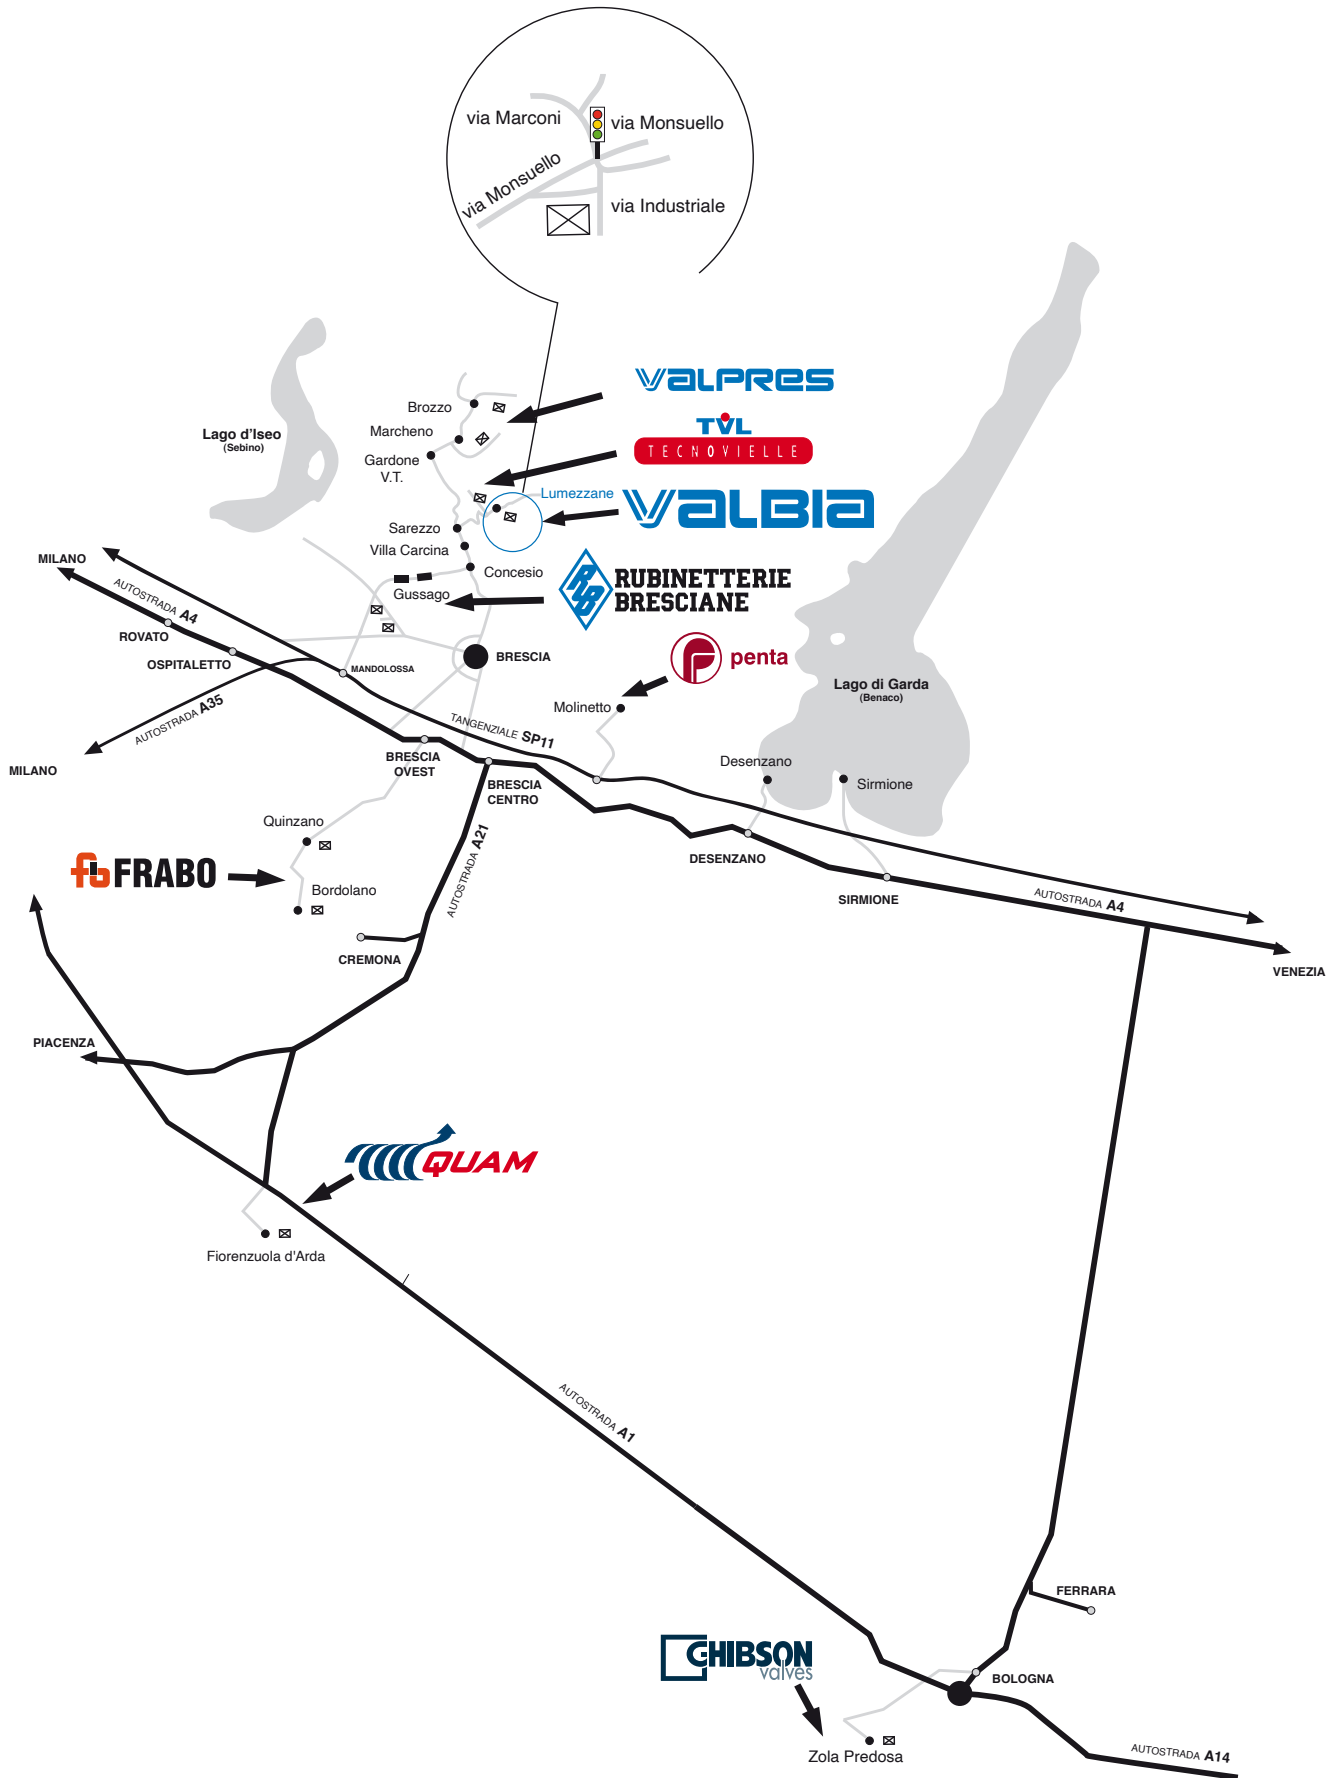 via Marconi
via Monsuello
via Monsuello
via Industriale
VALPRES
Brozzo
TVL
TECNOVIELLE
Marcheno
Lago d'Iseo
(Sebino)
Gardone
V.T.
Lumezzane
VALBIA
Sarezzo
Villa Carcina
MILANO
Concesio
RB
RUBINETTERIE
BRESCIANE
AUTOSTRADA A4
Gussago
ROVATO
OSPITALETTO
MANDOLOSSA
BRESCIA
penta
Lago di Garda
(Benaco)
Molinetto
AUTOSTRADA A35
TANGENZIALE SP11
MILANO
BRESCIA
OVEST
BRESCIA
CENTRO
Desenzano
Sirmione
Quinzano
DESENZANO
AUTOSTRADA A21
FRABO
Bordolano
SIRMIONE
AUTOSTRADA A4
CREMONA
VENEZIA
PIACENZA
QUAM
Fiorenzuola d'Arda
AUTOSTRADA A1
FERRARA
GHIBSON
valves
BOLOGNA
Zola Predosa
AUTOSTRADA A14